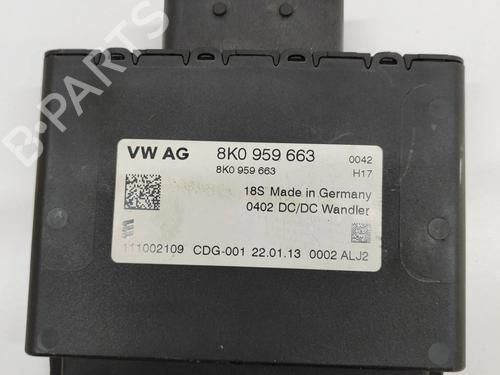 VW AG 8K0 959 663 0042
8K0 959 663 H17
18S Made in Germany
0402 DC/DC Wandler
111002109 CDG-001 22.01.13 0002 ALJ2
B-PARTS